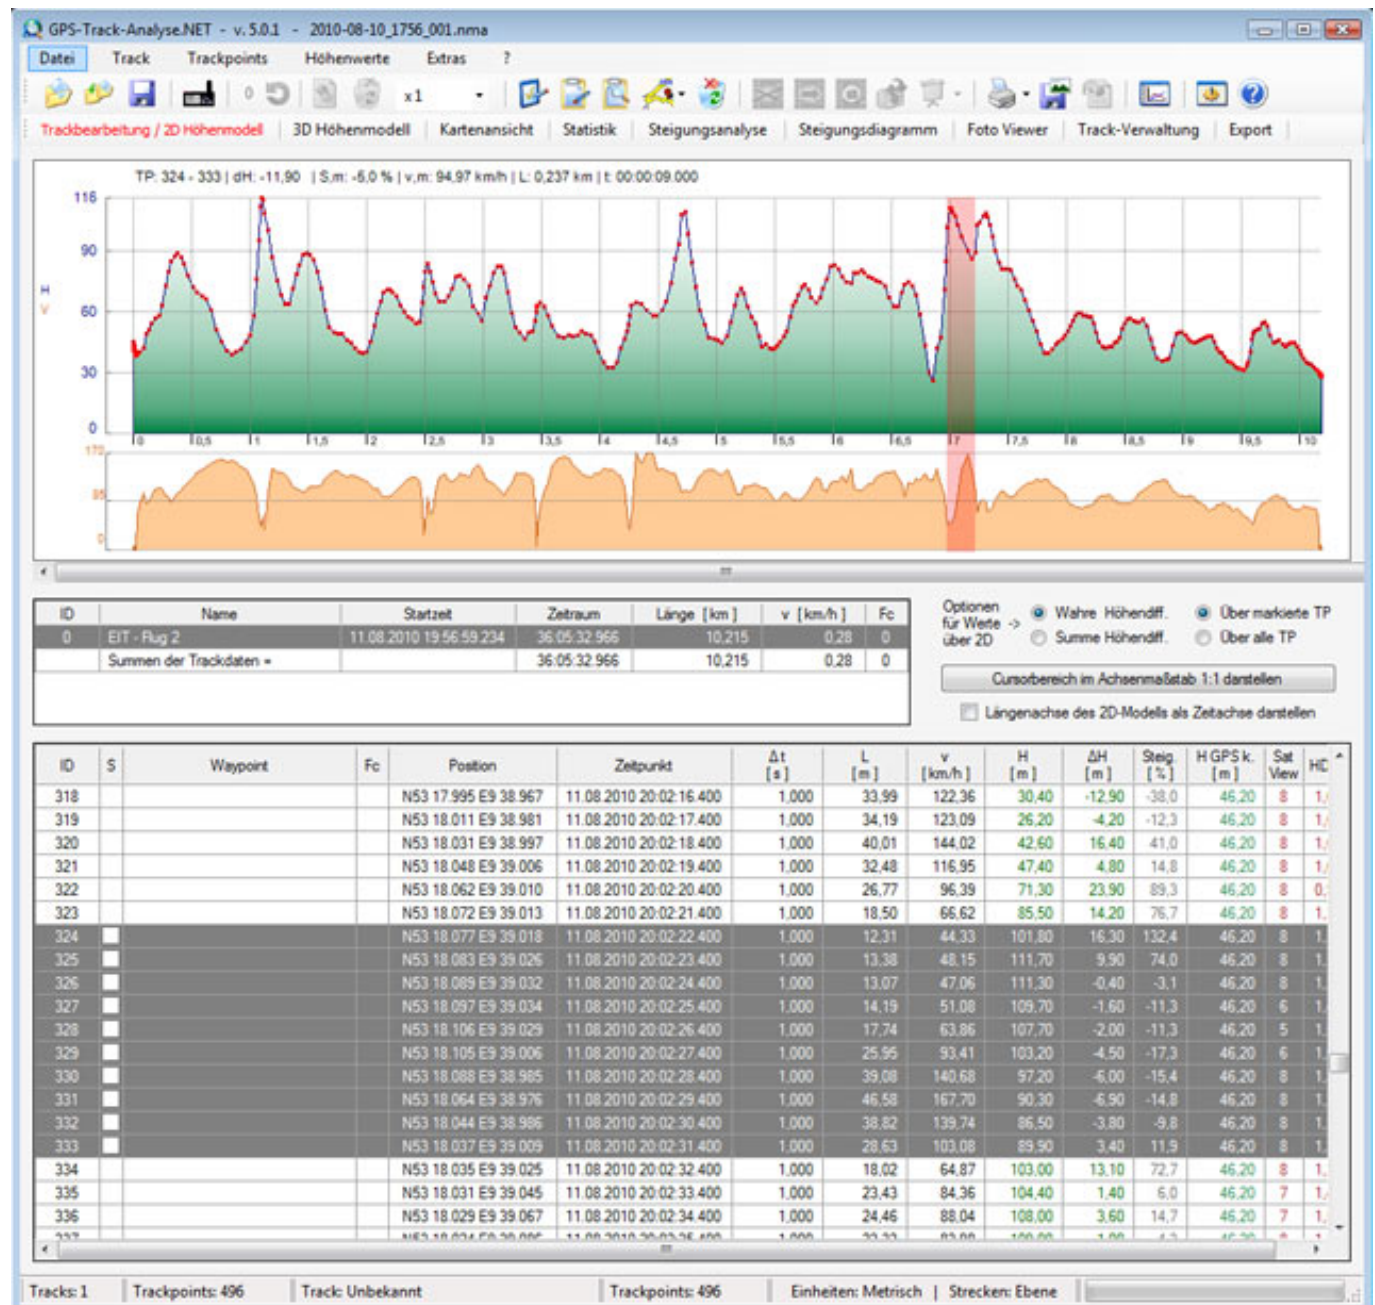 GPS-Track-Analyse.NET - v. 5.0.1 - 2010-08-10_1756_001.nma
Datei Track Trackpoints Höhenwerte Extras ?
0 x1
Trackbearbeitung / 2D Höhenmodell 3D Höhenmodell Kartenansicht Statistik Steigungsanalyse Steigungsdiagramm Foto Viewer Track-Verwaltung Export
TP: 324 - 333 | dH: -11,90 | S,m: -5,0 % | v,m: 94,97 km/h | L: 0,237 km | t: 00:00:09.000
116
90
H
V
60
30
0
0 0,5 1 1,5 2 2,5 3 3,5 4 4,5 5 5,5 6 6,5 7 7,5 8 8,5 9 9,5 10
170
85
0
ID Name Startzeit Zeitraum Länge [km] v [km/h] Fc
0 EIT - Flug 2 11.08.2010 19:56:59.234 36:05:32.966 10,215 0,28 0
Summen der Trackdaten = 36:05:32.966 10,215 0,28 0
Optionen für Werte -> über 2D
Wahre Höhendiff. Über markierte TP
Summe Höhendiff. Über alle TP
Cursorbereich im Achsenmaßstab 1:1 darstellen
Längenachse des 2D-Modells als Zeitachse darstellen
ID S Waypoint Fc Position Zeitpunkt Δt [s] L [m] v [km/h] H [m] ΔH [m] Steig. [%] H GPS k. [m] Sat View HD
318 N53 17.995 E9 38.967 11.08.2010 20:02:16.400 1,000 33,99 122,36 30,40 -12,90 -38,0 46,20 8
319 N53 18.011 E9 38.981 11.08.2010 20:02:17.400 1,000 34,19 123,09 26,20 -4,20 -12,3 46,20 8
320 N53 18.031 E9 38.997 11.08.2010 20:02:18.400 1,000 40,01 144,02 42,60 16,40 41,0 46,20 8
321 N53 18.048 E9 39.006 11.08.2010 20:02:19.400 1,000 32,48 116,95 47,40 4,80 14,8 46,20 8
322 N53 18.062 E9 39.010 11.08.2010 20:02:20.400 1,000 26,77 96,39 71,30 23,90 89,3 46,20 8
323 N53 18.072 E9 39.013 11.08.2010 20:02:21.400 1,000 18,50 66,62 85,50 14,20 76,7 46,20 8
324 N53 18.077 E9 39.018 11.08.2010 20:02:22.400 1,000 12,31 44,33 101,80 16,30 132,4 46,20 8
325 N53 18.083 E9 39.026 11.08.2010 20:02:23.400 1,000 13,38 48,15 111,70 9,90 74,0 46,20 8
326 N53 18.089 E9 39.032 11.08.2010 20:02:24.400 1,000 13,07 47,06 111,30 -0,40 -3,1 46,20 8
327 N53 18.097 E9 39.034 11.08.2010 20:02:25.400 1,000 14,19 51,08 109,70 -1,60 -11,3 46,20 6
328 N53 18.106 E9 39.029 11.08.2010 20:02:26.400 1,000 17,74 63,86 107,70 -2,00 -11,3 46,20 5
329 N53 18.105 E9 39.006 11.08.2010 20:02:27.400 1,000 25,95 93,41 103,20 -4,50 -17,3 46,20 6
330 N53 18.088 E9 38.985 11.08.2010 20:02:28.400 1,000 39,08 140,68 97,20 -6,00 -15,4 46,20 8
331 N53 18.064 E9 38.976 11.08.2010 20:02:29.400 1,000 46,58 167,70 90,30 -6,90 -14,8 46,20 8
332 N53 18.044 E9 38.986 11.08.2010 20:02:30.400 1,000 38,82 139,74 86,50 -3,80 -9,8 46,20 8
333 N53 18.037 E9 39.009 11.08.2010 20:02:31.400 1,000 28,63 103,08 89,90 3,40 11,9 46,20 8
334 N53 18.035 E9 39.025 11.08.2010 20:02:32.400 1,000 18,02 64,87 103,00 13,10 72,7 46,20 8
335 N53 18.031 E9 39.045 11.08.2010 20:02:33.400 1,000 23,43 84,36 104,40 1,40 6,0 46,20 7
336 N53 18.029 E9 39.067 11.08.2010 20:02:34.400 1,000 24,46 88,04 108,00 3,60 14,7 46,20 7
Tracks: 1 Trackpoints: 496 Track: Unbekannt Trackpoints: 496 Einheiten: Metrisch | Strecken: Ebene